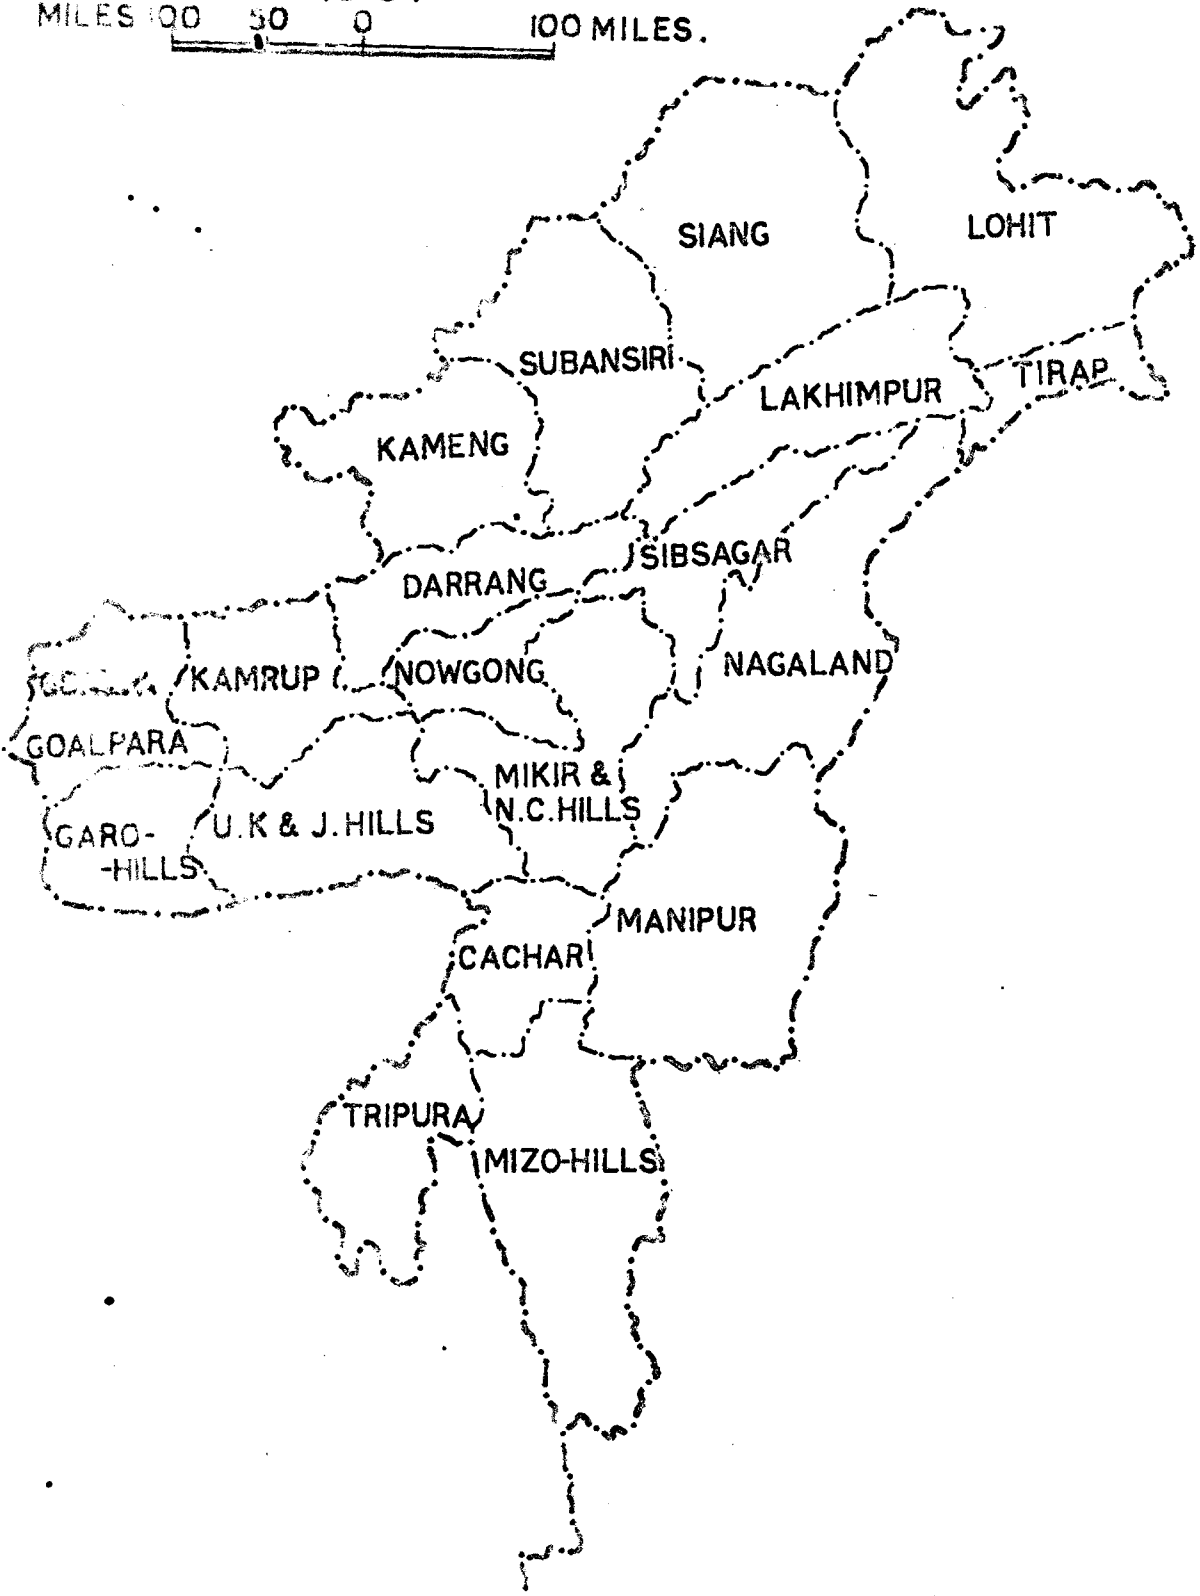 MILES 100 50 0 100 MILES.
SIANG
LOHIT
SUBANSIRI
TIRAP
LAKHIMPUR
KAMENG
SIBSAGAR
DARRANG
NAGALAND
NOWGONG
KAMRUP
GOALPARA
MIKIR &
N.C.HILLS
U.K & J.HILLS
GARO-
-HILLS
MANIPUR
CACHAR
TRIPURA
MIZO-HILLS